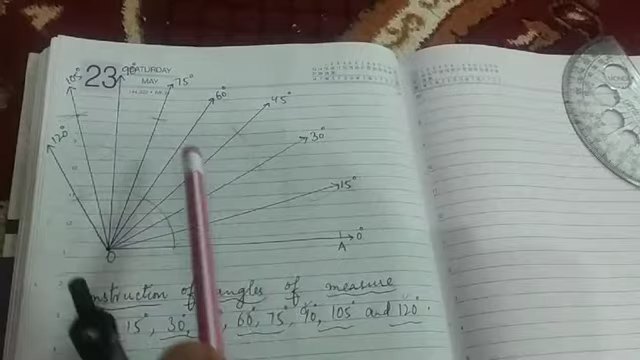 23 SATURDAY
MAY
105° 90° 75° 60° 45°
120° 30°
15°
0°
O A
of angles of measure
15°, 30°, 60°, 75°, 90°, 105° and 120°.